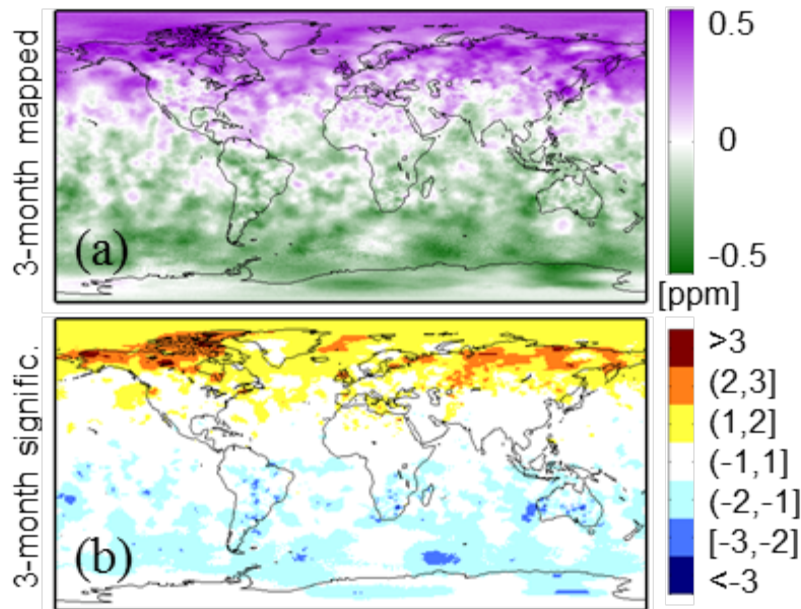 3-month mapped
(a)
0.5
0
-0.5
[ppm]
3-month signific.
(b)
>3
(2,3]
(1,2]
(-1,1]
(-2,-1]
[-3,-2]
<-3